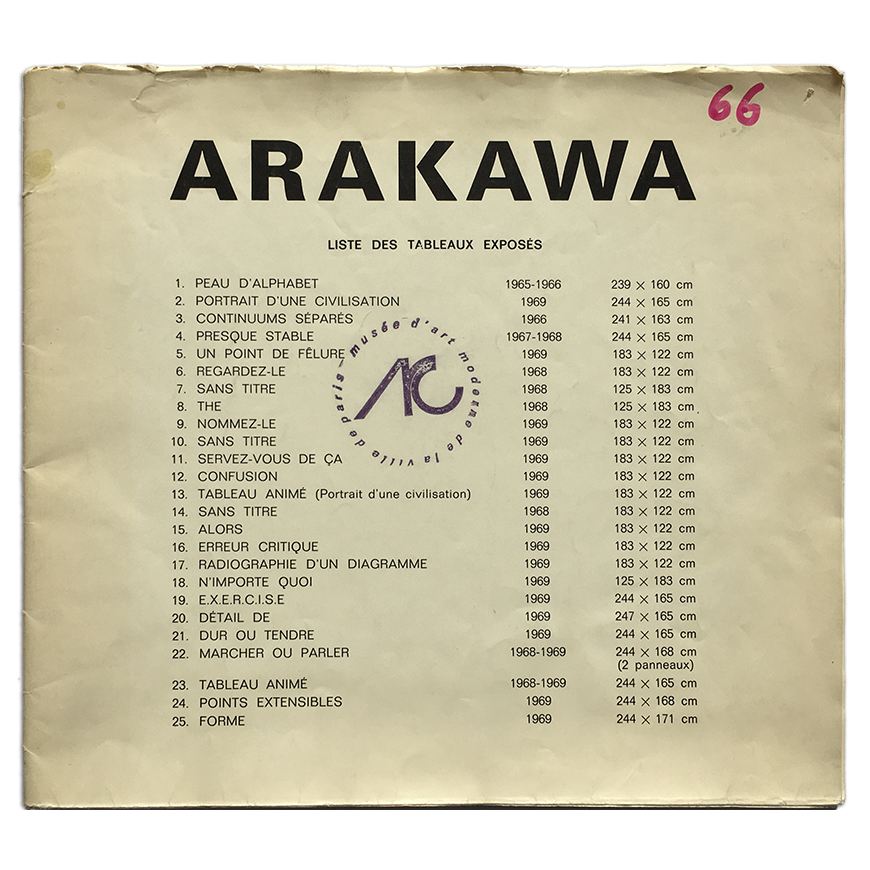 66
ARAKAWA
LISTE DES TABLEAUX EXPOSÉS
1. PEAU D'ALPHABET 1965-1966 239 × 160 cm
2. PORTRAIT D'UNE CIVILISATION 1969 244 × 165 cm
3. CONTINUUMS SÉPARÉS 1966 241 × 163 cm
4. PRESQUE STABLE 1967-1968 244 × 165 cm
5. UN POINT DE FÊLURE 1969 183 × 122 cm
6. REGARDEZ-LE 1968 183 × 122 cm
7. SANS TITRE 1968 125 × 183 cm
8. THE 1968 125 × 183 cm
9. NOMMEZ-LE 1969 183 × 122 cm
10. SANS TITRE 1969 183 × 122 cm
11. SERVEZ-VOUS DE ÇA 1969 183 × 122 cm
12. CONFUSION 1969 183 × 122 cm
13. TABLEAU ANIMÉ (Portrait d'une civilisation) 1969 183 × 122 cm
14. SANS TITRE 1968 183 × 122 cm
15. ALORS 1969 183 × 122 cm
16. ERREUR CRITIQUE 1969 183 × 122 cm
17. RADIOGRAPHIE D'UN DIAGRAMME 1969 183 × 122 cm
18. N'IMPORTE QUOI 1969 125 × 183 cm
19. E.X.E.R.C.I.S.E 1969 244 × 165 cm
20. DÉTAIL DE 1969 247 × 165 cm
21. DUR OU TENDRE 1969 244 × 165 cm
22. MARCHER OU PARLER 1968-1969 244 × 168 cm
(2 panneaux)
23. TABLEAU ANIMÉ 1968-1969 244 × 165 cm
24. POINTS EXTENSIBLES 1969 244 × 168 cm
25. FORME 1969 244 × 171 cm
musée d'art moderne de la ville de paris
ARC